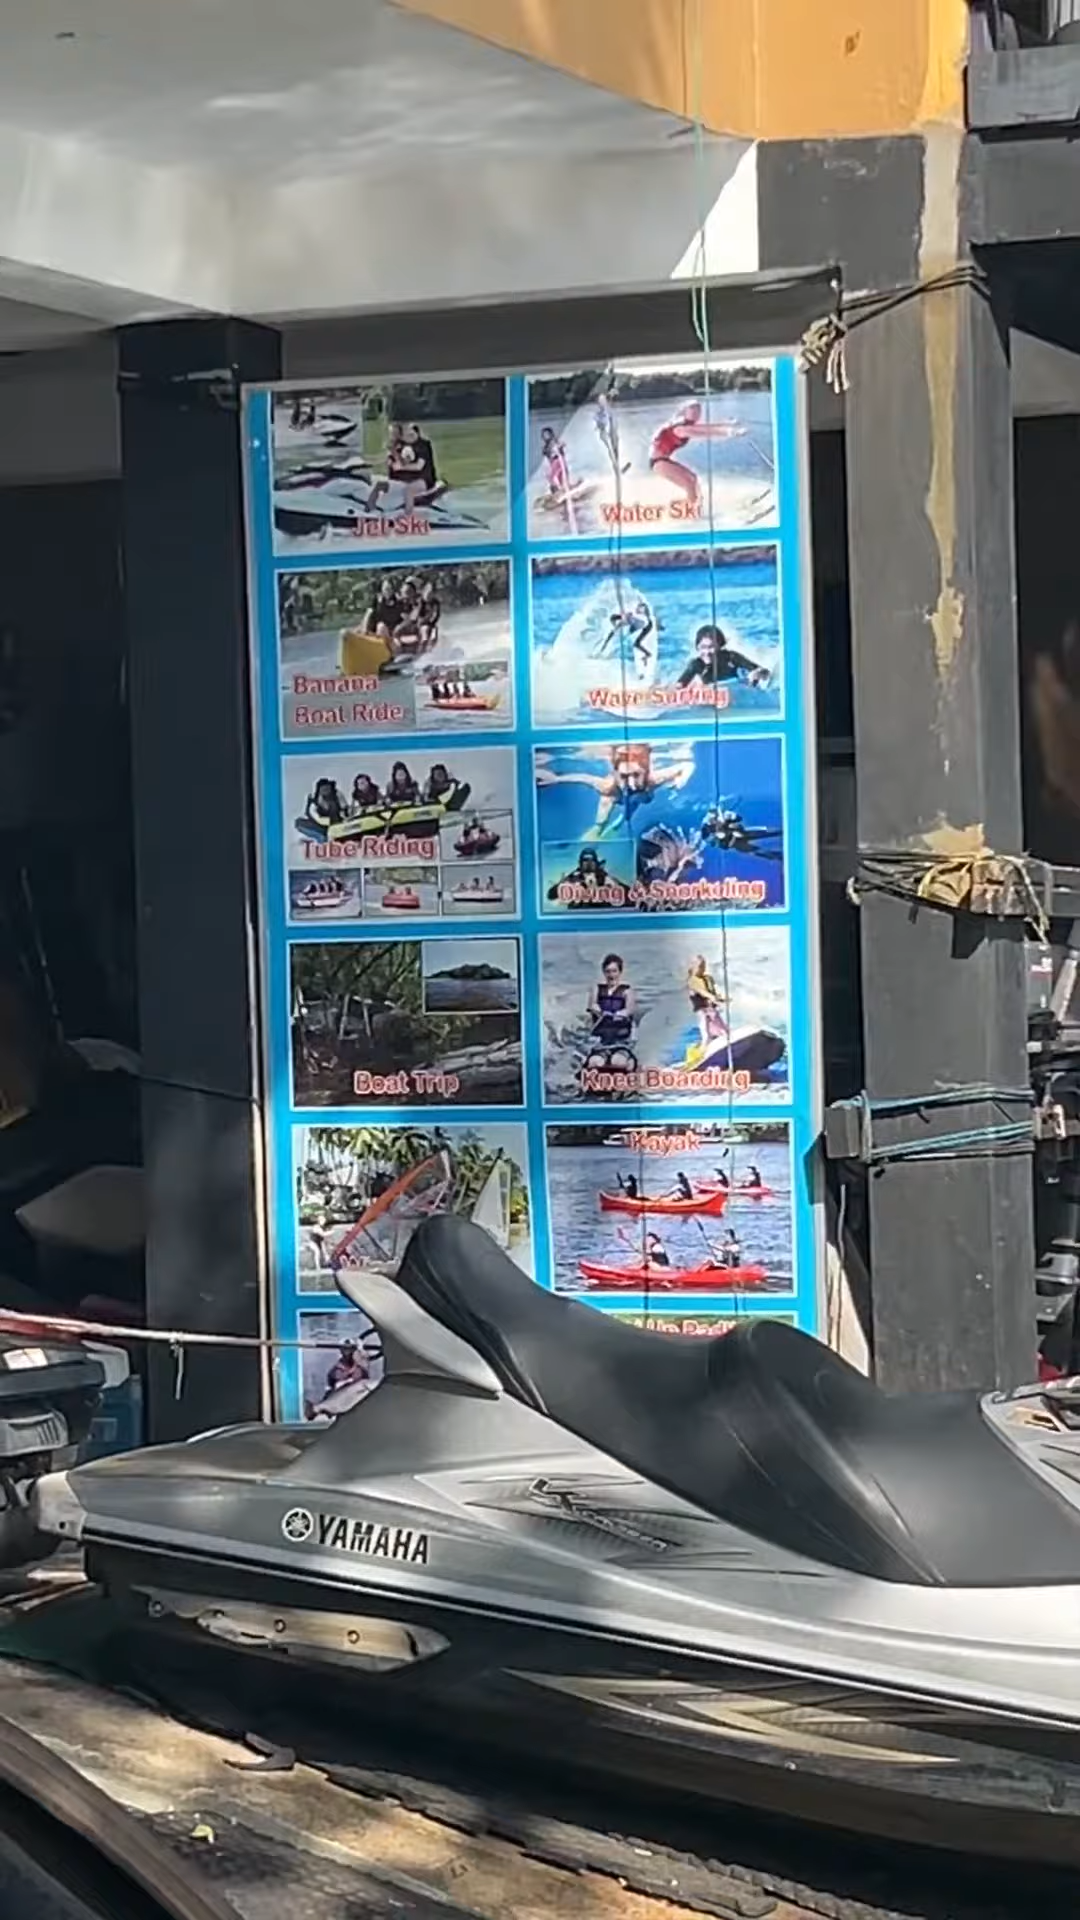 Jet Ski
Water Ski
Banana
Boat Ride
Wave Surfing
Tube Riding
Diving & Snorkeling
Boat Trip
Knee Boarding
Kayak
YAMAHA